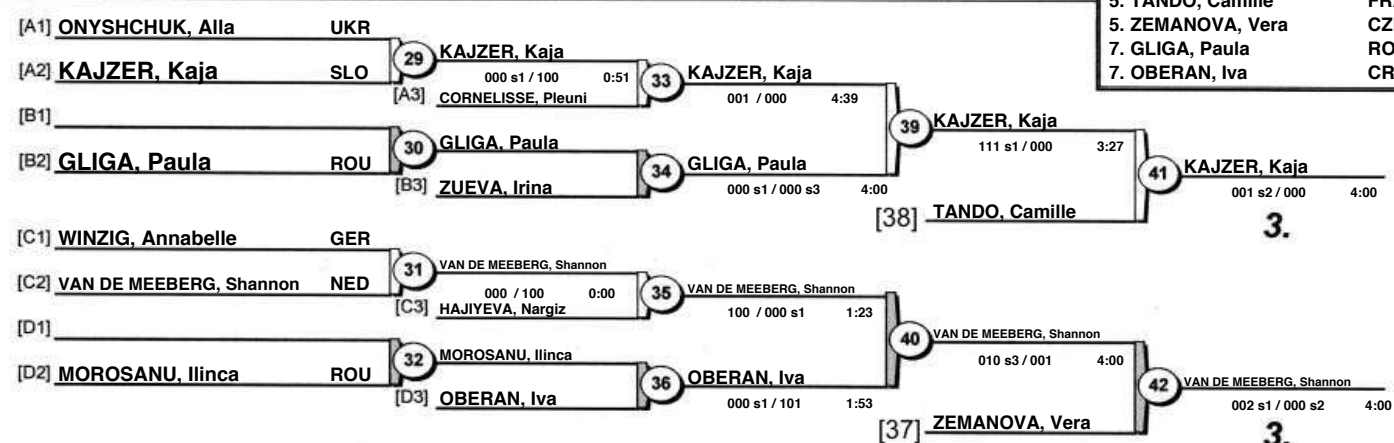 5. TANDO, Camille
5. ZEMANOVA, Vera CZ
7. GLIGA, Paula RO
7. OBERAN, Iva CR
[A1] ONYSHCHUK, Alla UKR
[A2] KAJZER, Kaja SLO
29 KAJZER, Kaja
000 s1 / 100 0:51
[A3] CORNELISSE, Pleuni
33 KAJZER, Kaja
001 / 000 4:39
[B1]
[B2] GLIGA, Paula ROU
30 GLIGA, Paula
[B3] ZUEVA, Irina
34 GLIGA, Paula
000 s1 / 000 s3 4:00
39 KAJZER, Kaja
111 s1 / 000 3:27
[38] TANDO, Camille
41 KAJZER, Kaja
001 s2 / 000 4:00
3.
[C1] WINZIG, Annabelle GER
[C2] VAN DE MEEBERG, Shannon NED
31 VAN DE MEEBERG, Shannon
000 / 100 0:00
[C3] HAJIYEVA, Nargiz
35 VAN DE MEEBERG, Shannon
100 / 000 s1 1:23
[D1]
[D2] MOROSANU, Ilinca ROU
32 MOROSANU, Ilinca
[D3] OBERAN, Iva
36 OBERAN, Iva
000 s1 / 101 1:53
40 VAN DE MEEBERG, Shannon
010 s3 / 001 4:00
[37] ZEMANOVA, Vera
42 VAN DE MEEBERG, Shannon
002 s1 / 000 s2 4:00
3.